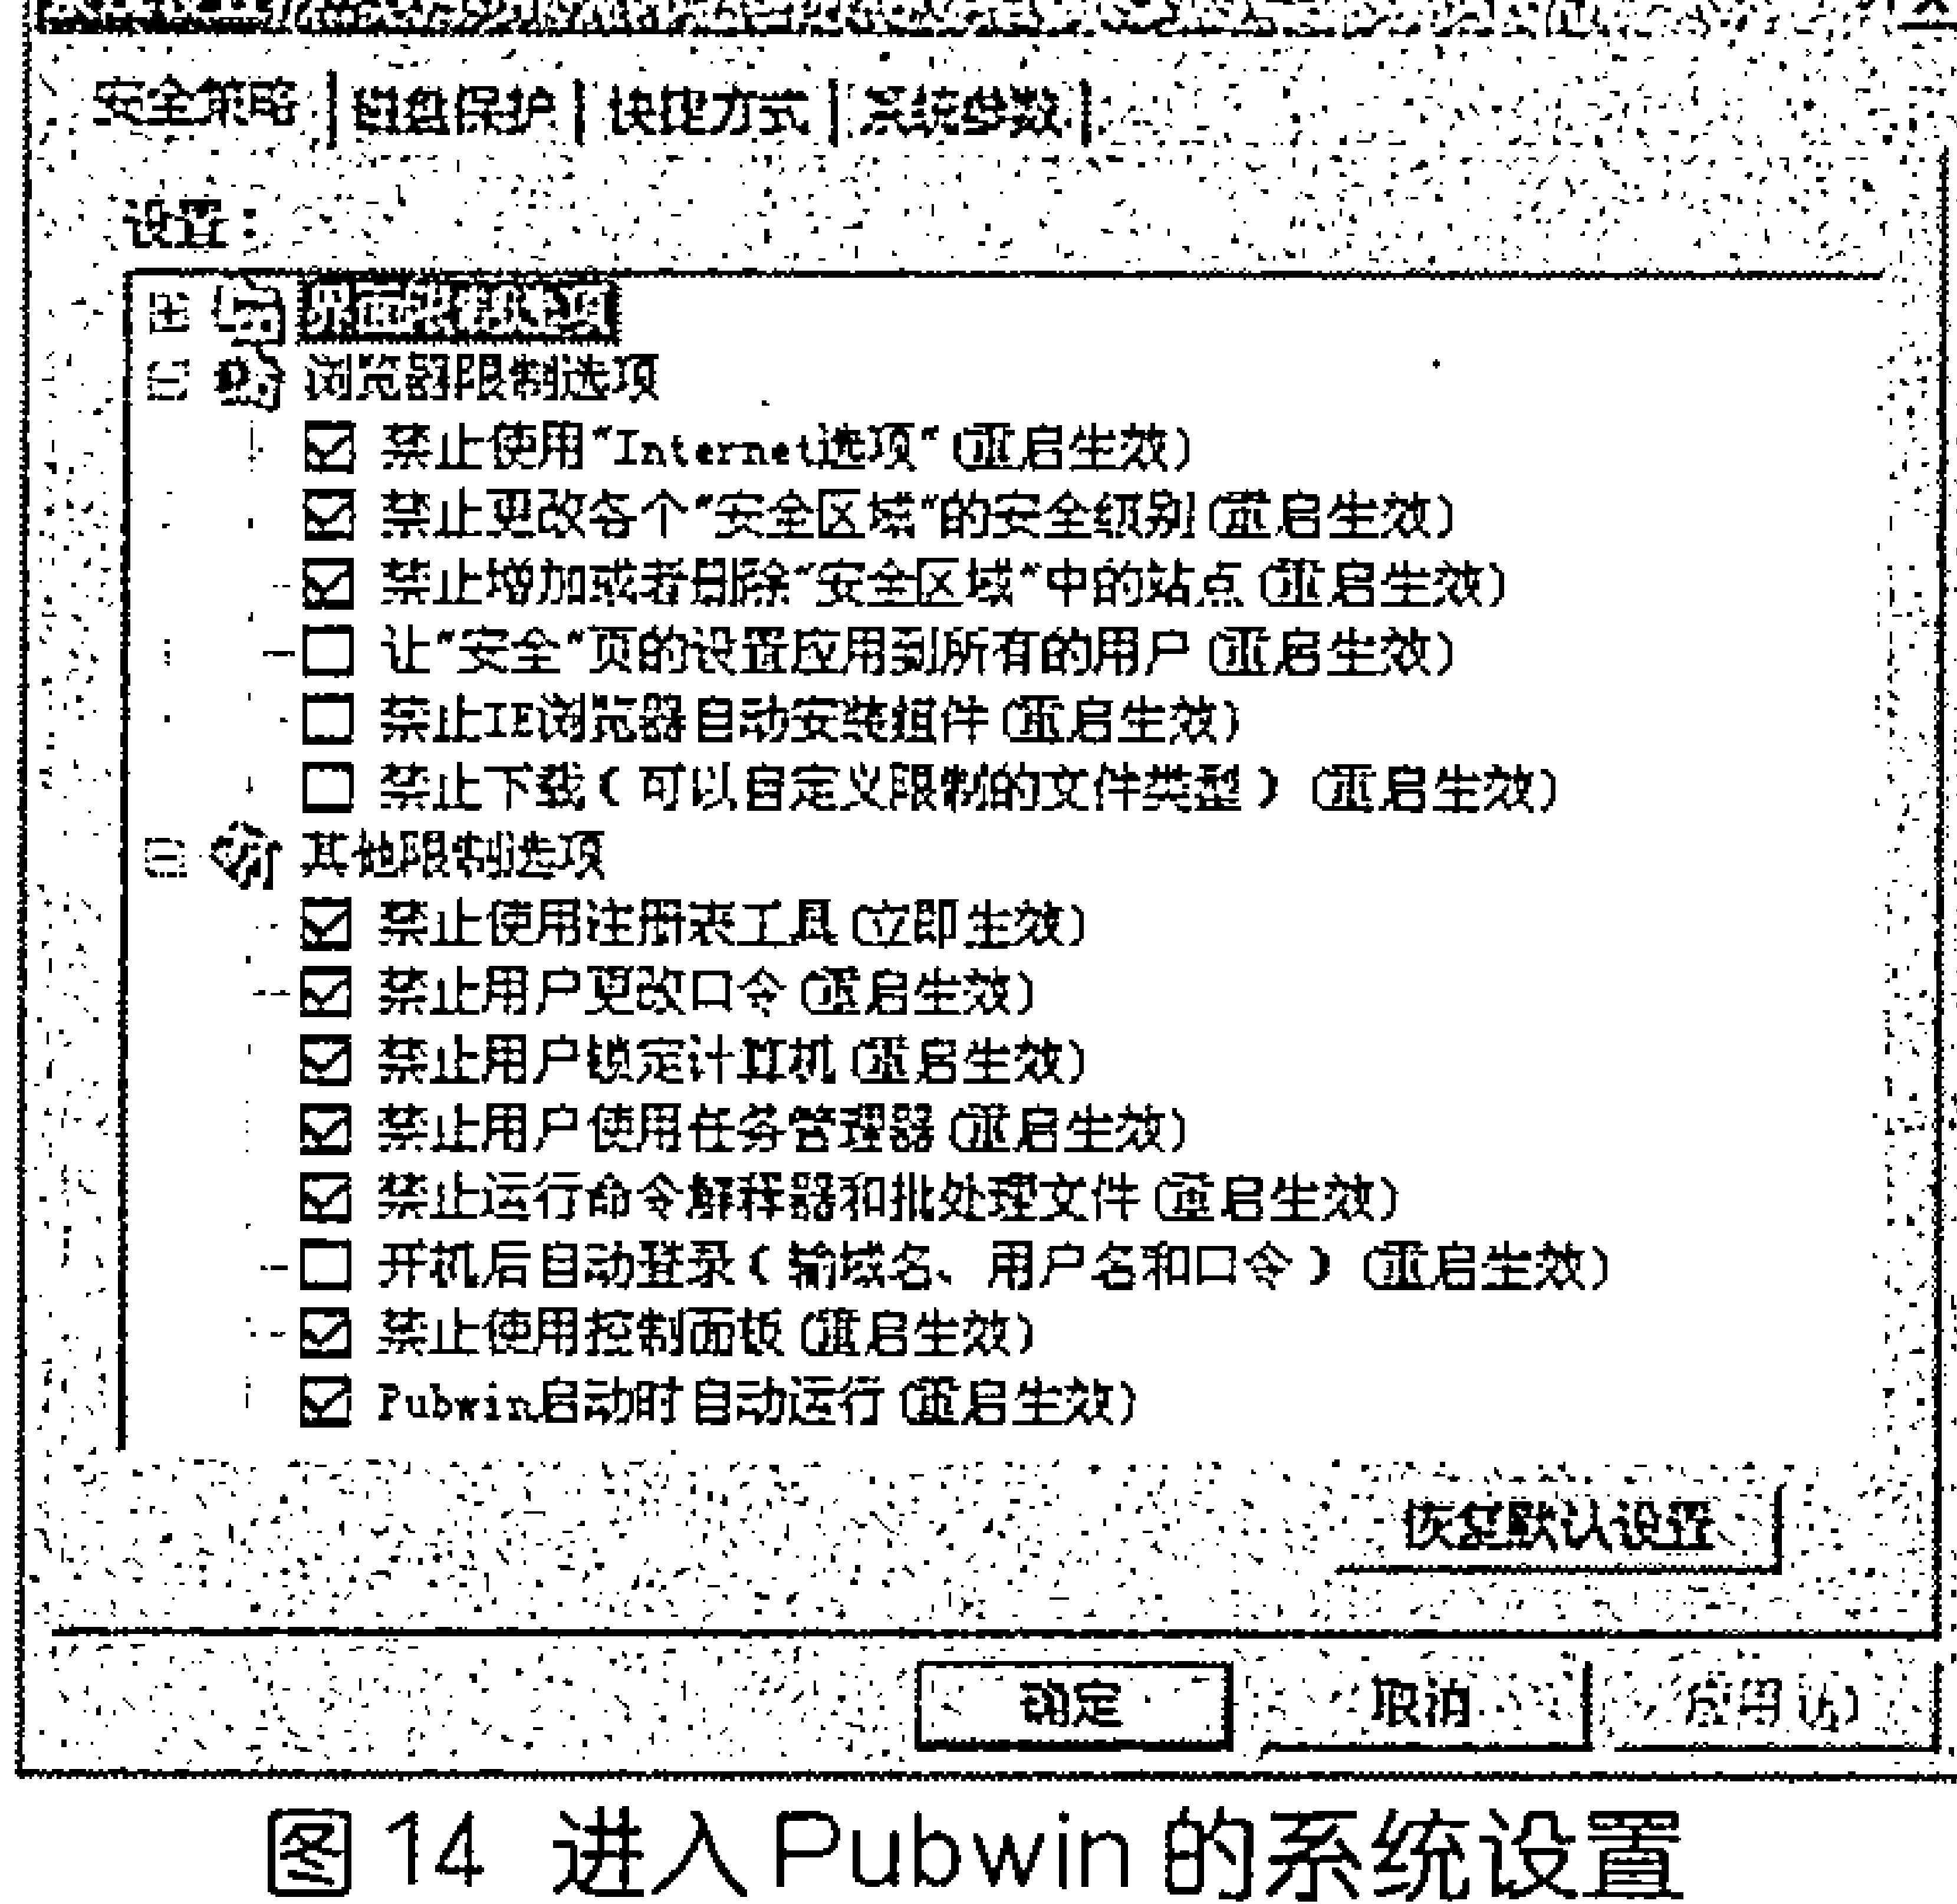 安全策略 磁盘保护 快捷方式 系统参数
设置：
界面限制选项
浏览器限制选项
禁止使用"Internet选项"(重启生效)
禁止更改各个"安全区域"的安全级别(重启生效)
禁止增加或者删除"安全区域"中的站点(重启生效)
让"安全"页的设置应用到所有的用户(重启生效)
禁止IE浏览器自动安装组件(重启生效)
禁止下载(可以自定义限制的文件类型)(重启生效)
其他限制选项
禁止使用注册表工具(立即生效)
禁止用户更改口令(重启生效)
禁止用户锁定计算机(重启生效)
禁止用户使用任务管理器(重启生效)
禁止运行命令解释器和批处理文件(重启生效)
开机后自动登录(输域名、用户名和口令)(重启生效)
禁止使用控制面板(重启生效)
Pubwin启动时自动运行(重启生效)
恢复默认设置
确定 取消 应用(A)
图 14 进入 Pubwin 的系统设置